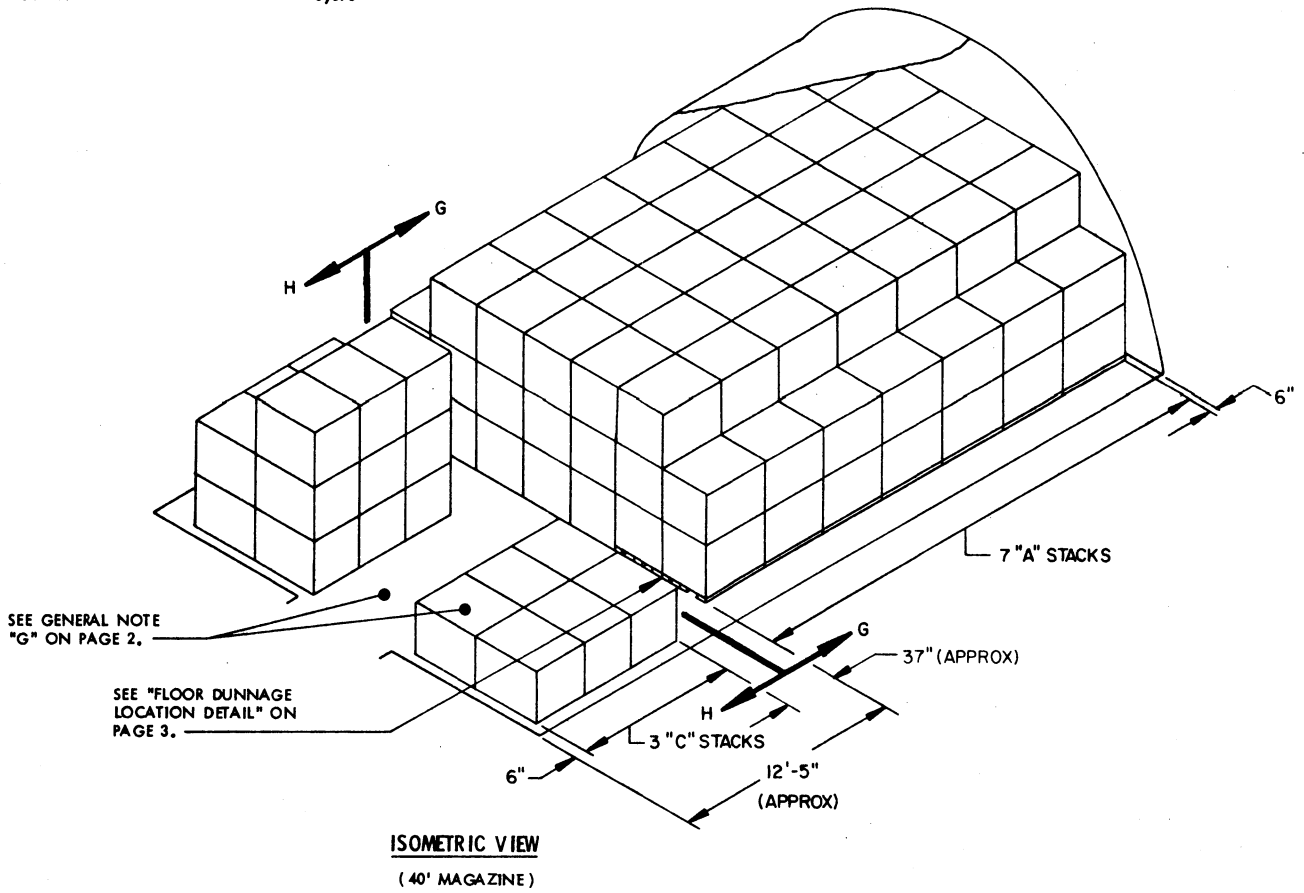 G
H
6"
7 "A" STACKS
SEE GENERAL NOTE
"G" ON PAGE 2.
G
37" (APPROX)
SEE "FLOOR DUNNAGE
LOCATION DETAIL" ON
PAGE 3.
H
3 "C" STACKS
6"
12'-5"
(APPROX)
ISOMETRIC VIEW
(40' MAGAZINE)